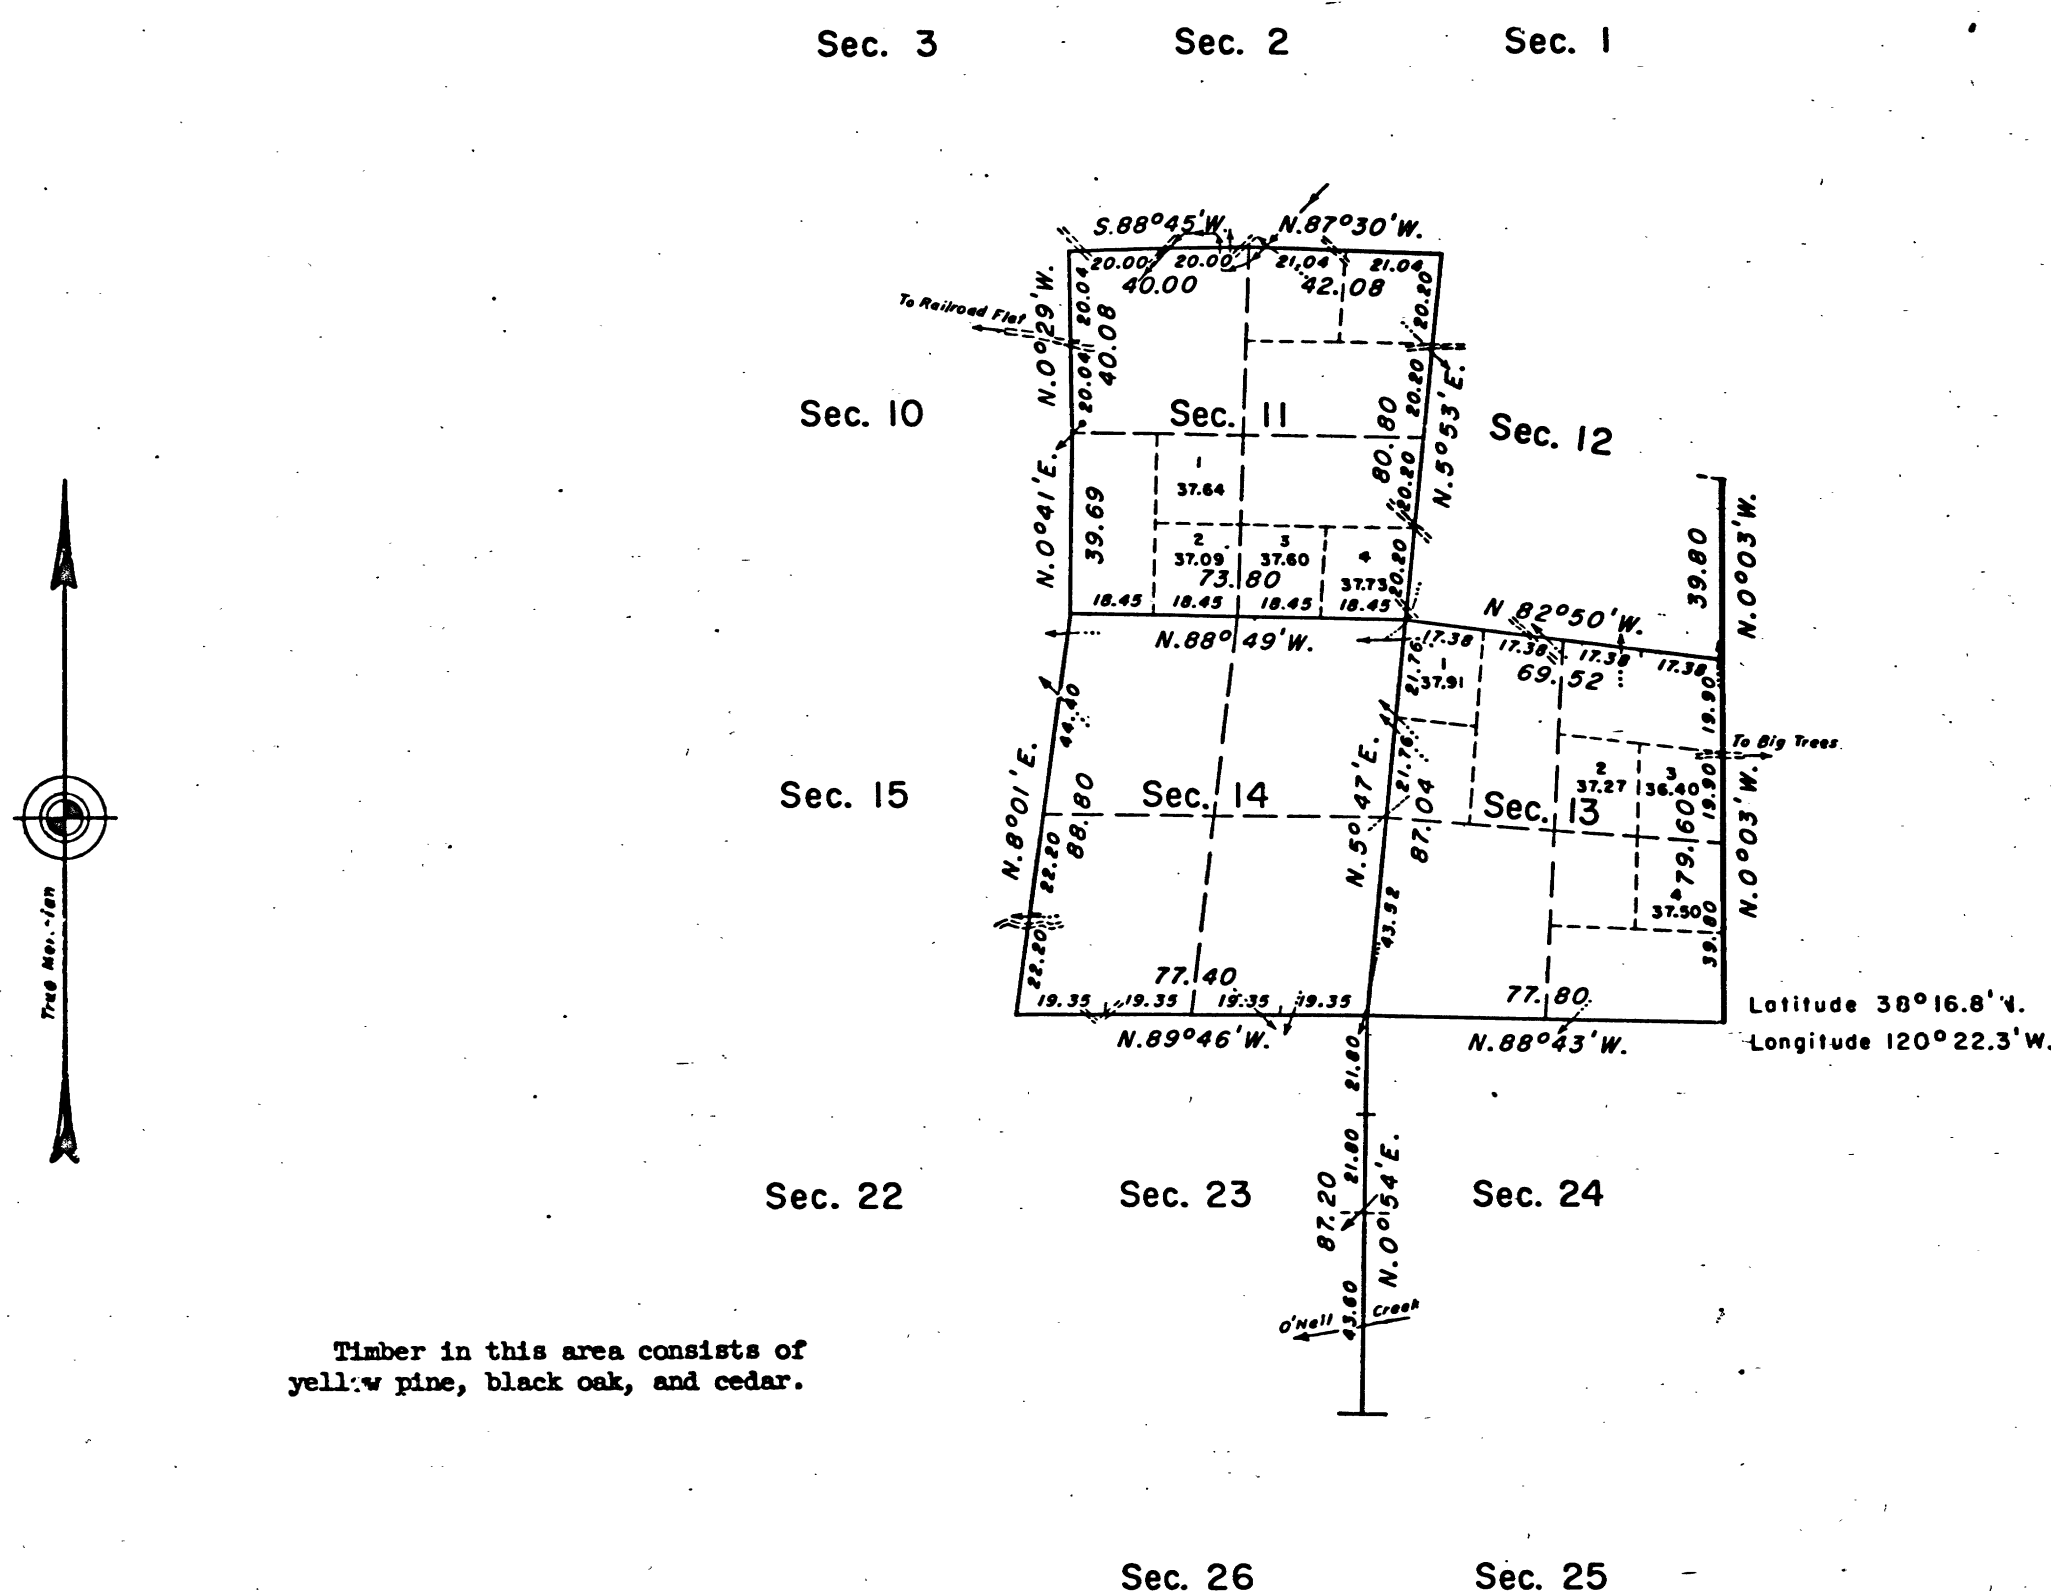 Sec. 3 Sec. 2 Sec. 1
S.88°45'W. N.87°30'W.
20.00 20.00 21.04 21.04
40.00 42.08
To Railroad Flat
N.0°29'W.
20.04
20.04
40.08
20.20
20.20
80.80
20.20
20.20
N.5°53'E.
Sec. 10 Sec. 11 Sec. 12
N.0°41'E.
39.69
1
37.64
2
37.09
3
37.60
4
37.73
73.80
18.45 18.45 18.45 18.45
N.88°49'W.
N 82°50'W.
39.80
N.0°03'W.
17.38 17.38 17.38 17.38
69.52
21.76
1
37.91
44.40
N.8°01'E.
88.80
22.20
22.20
N.5°47'E.
21.76
87.04
43.52
19.90
To Big Trees
19.90
2
37.27
3
36.40
79.60
N.0°03'W.
4
37.50
39.80
Sec. 15 Sec. 14 Sec. 13
77.40
19.35 19.35 19.35 19.35
N.89°46'W.
77.80
N.88°43'W.
Latitude 38°16.8'N.
Longitude 120°22.3'W.
True
21.80
21.80
87.20
N.0°54'E.
43.60
Sec. 22 Sec. 23 Sec. 24
O'Neil Creek
Timber in this area consists of
yellow pine, black oak, and cedar.
Sec. 26 Sec. 25